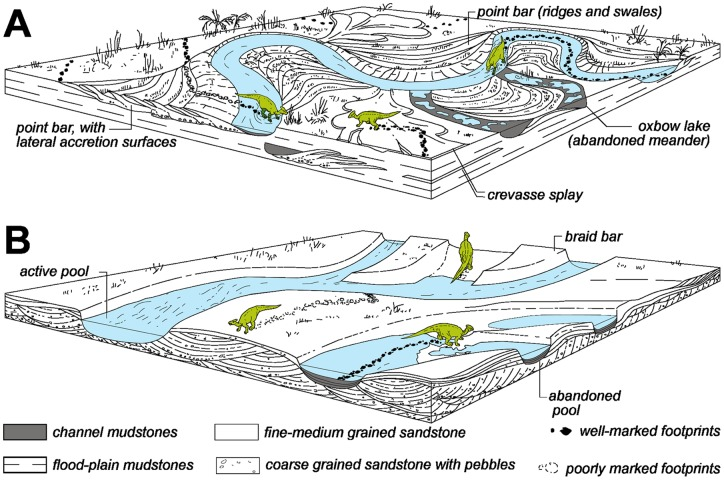 A
point bar (ridges and swales)
point bar, with
lateral accretion surfaces
oxbow lake
(abandoned meander)
crevasse splay
B
braid bar
active pool
abandoned
pool
channel mudstones
fine-medium grained sandstone
well-marked footprints
flood-plain mudstones
coarse grained sandstone with pebbles
poorly marked footprints